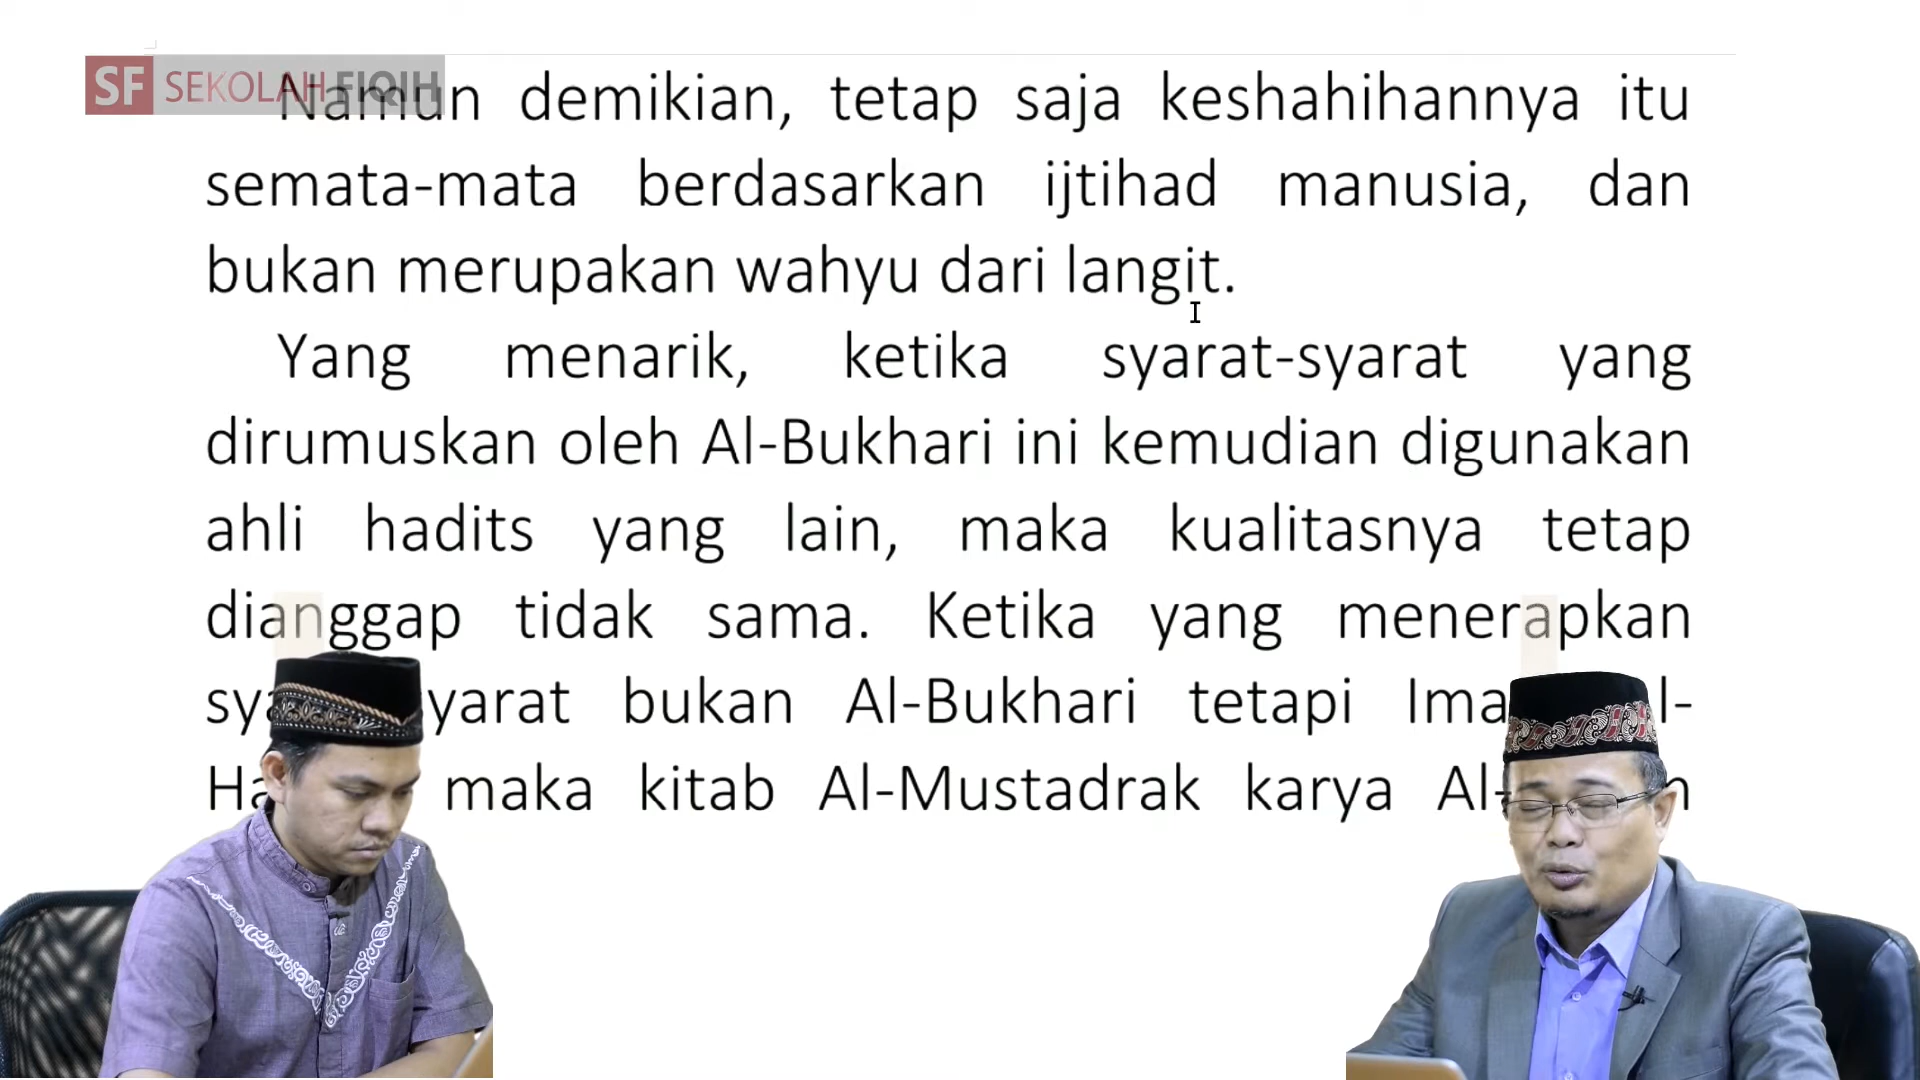 SF SEKOLAH FIQIH
Namun demikian, tetap saja keshahihannya itu
semata-mata berdasarkan ijtihad manusia, dan
bukan merupakan wahyu dari langit.
Yang menarik, ketika syarat-syarat yang
dirumuskan oleh Al-Bukhari ini kemudian digunakan
ahli hadits yang lain, maka kualitasnya tetap
dianggap tidak sama. Ketika yang menerapkan
bukan Al-Bukhari tetapi
maka kitab Al-Mustadrak karya